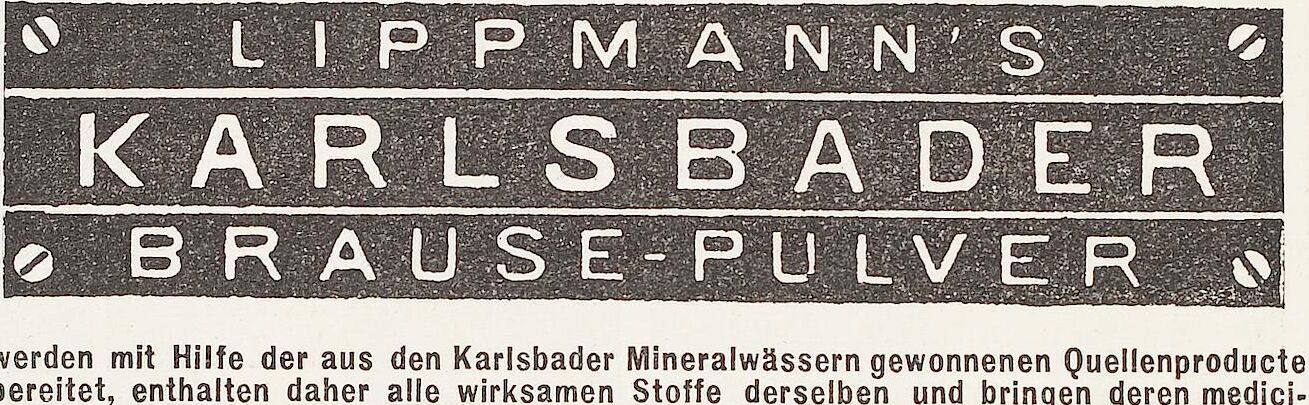 LIPPMANN'S
KARLSBADER
BRAUSE-PULVER
werden mit Hilfe der aus den Karlsbader Mineralwässern gewonnenen Quellenproducte
bereitet, enthalten daher alle wirksamen Stoffe derselben und bringen deren medici-